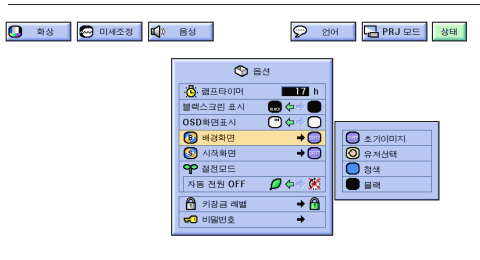 화상 미세조정 음성 언어 PRJ 모드 상태
옵션
램프타이머 17 h
블랙스크린 표시
OSD화면표시
배경화면
시작화면
절전모드
자동 전원 OFF
키잠금 레벨
비밀번호
초기이미지
유저선택
청색
블랙